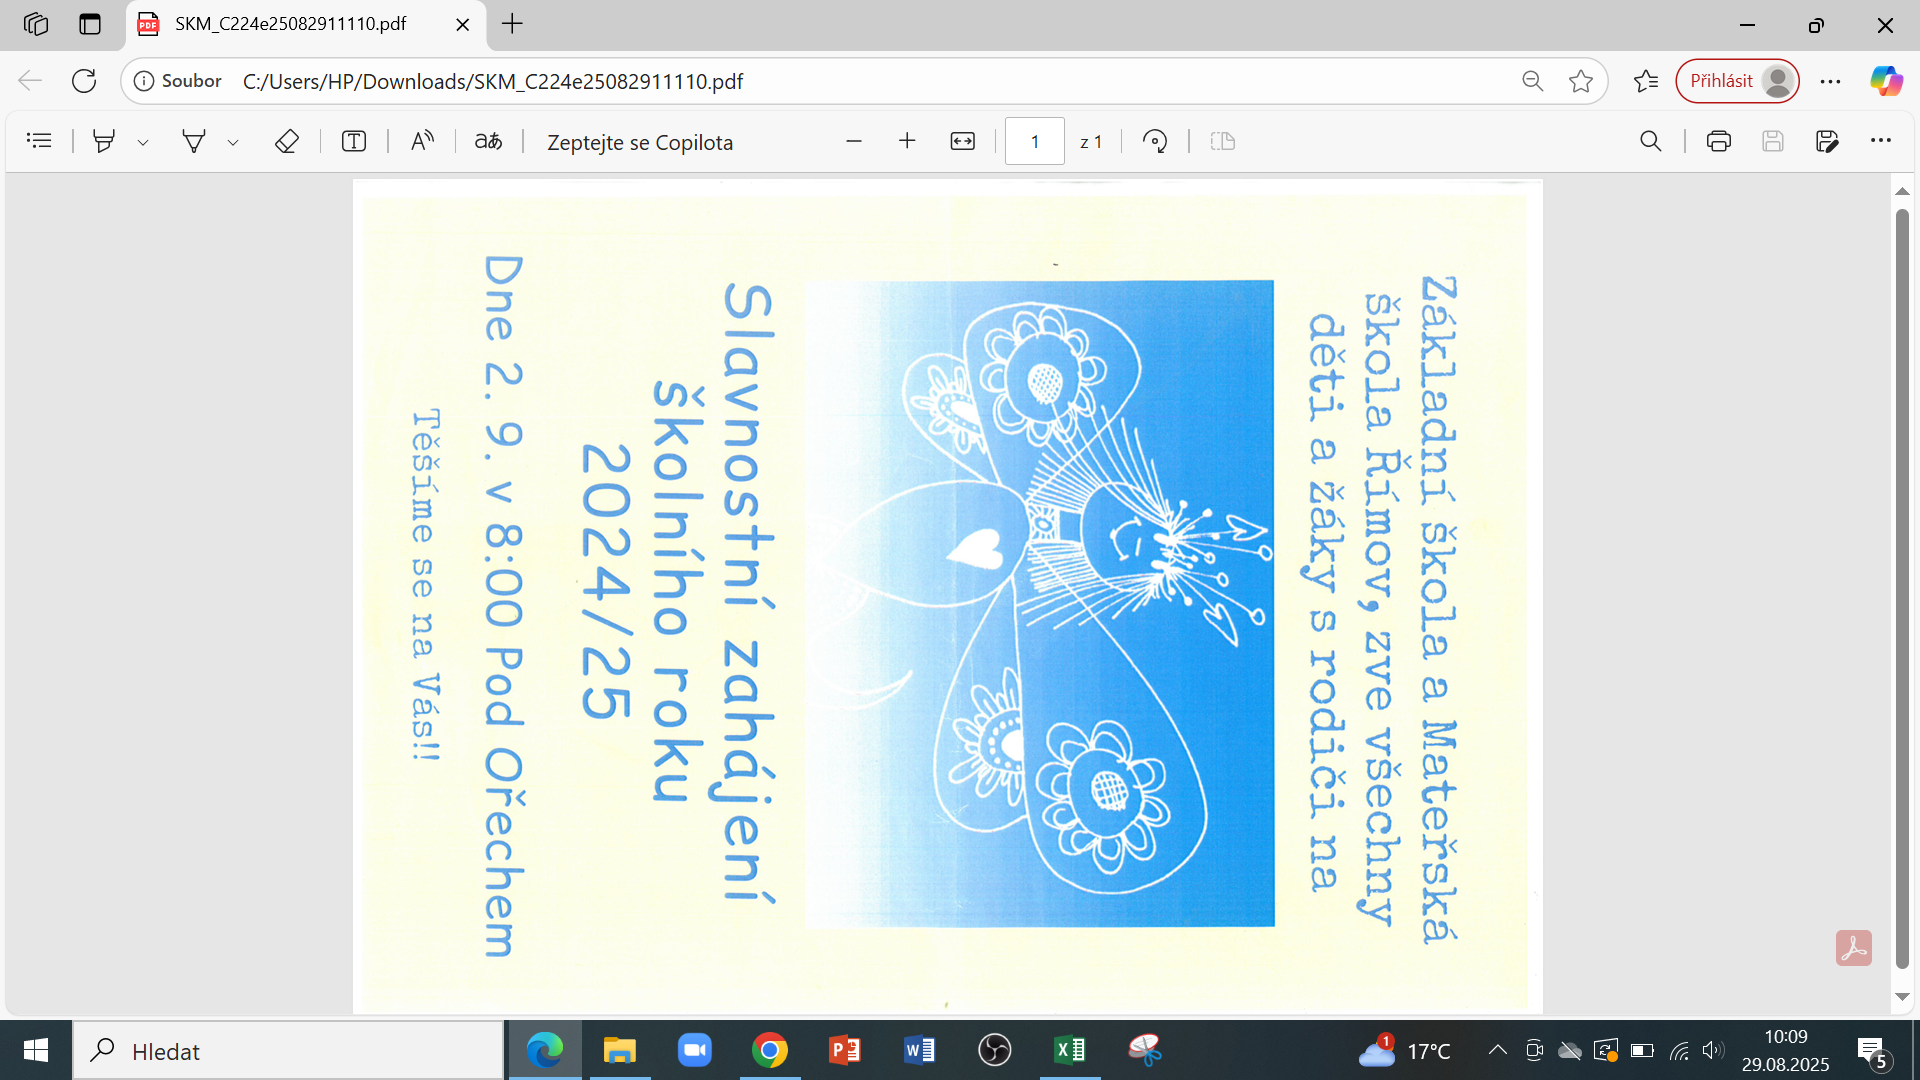 SKM_C224e25082911110.pdf
Soubor
C:/Users/HP/Downloads/SKM_C224e25082911110.pdf
Přihlásit
Zeptejte se Copilota
1
z 1
Základní škola a Mateřská
škola Římov, zve všechny
děti a žáky s rodiči na
Slavnostní zahájení
školního roku
2024/25
Dne 2. 9. v 8:00 Pod Ořechem
Těšíme se na Vás!!
Hledat
1
17°C
10:09
29.08.2025
5